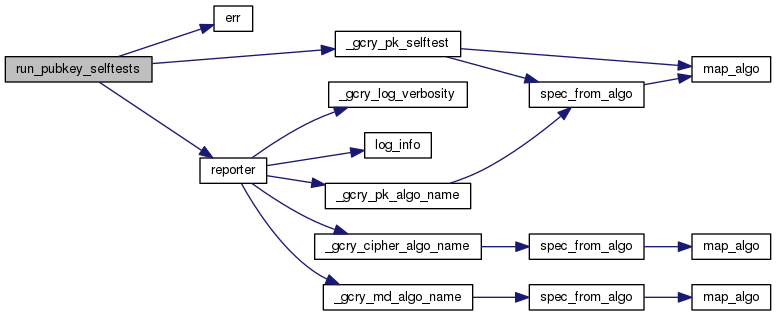 err
run_pubkey_selftests
_gcry_pk_selftest
map_algo
_gcry_log_verbosity
spec_from_algo
log_info
reporter
_gcry_pk_algo_name
_gcry_cipher_algo_name
spec_from_algo
map_algo
_gcry_md_algo_name
spec_from_algo
map_algo